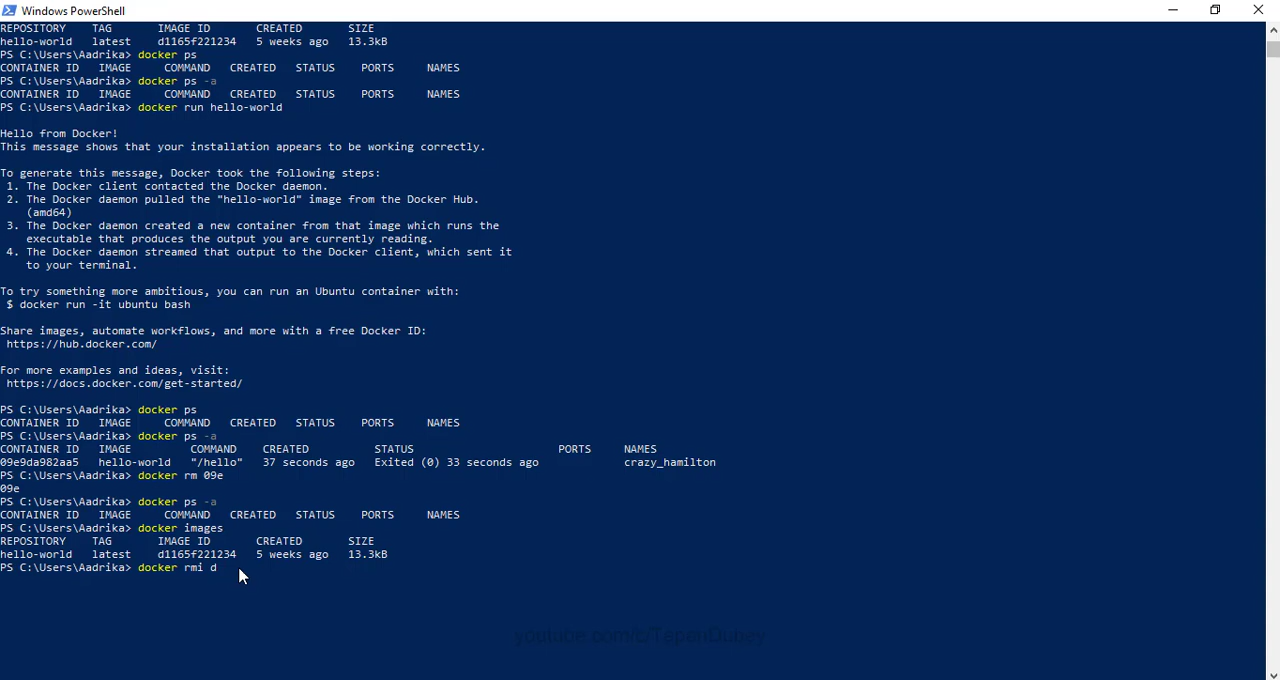 Windows PowerShell
REPOSITORY TAG IMAGE ID CREATED SIZE
hello-world latest d1165f221234 5 weeks ago 13.3kB
PS C:\Users\Aadrika> docker ps
CONTAINER ID IMAGE COMMAND CREATED STATUS PORTS NAMES
PS C:\Users\Aadrika> docker ps -a
CONTAINER ID IMAGE COMMAND CREATED STATUS PORTS NAMES
PS C:\Users\Aadrika> docker run hello-world
Hello from Docker!
This message shows that your installation appears to be working correctly.
To generate this message, Docker took the following steps:
1. The Docker client contacted the Docker daemon.
2. The Docker daemon pulled the "hello-world" image from the Docker Hub.
(amd64)
3. The Docker daemon created a new container from that image which runs the
executable that produces the output you are currently reading.
4. The Docker daemon streamed that output to the Docker client, which sent it
to your terminal.
To try something more ambitious, you can run an Ubuntu container with:
$ docker run -it ubuntu bash
Share images, automate workflows, and more with a free Docker ID:
https://hub.docker.com/
For more examples and ideas, visit:
https://docs.docker.com/get-started/
PS C:\Users\Aadrika> docker ps
CONTAINER ID IMAGE COMMAND CREATED STATUS PORTS NAMES
PS C:\Users\Aadrika> docker ps -a
CONTAINER ID IMAGE COMMAND CREATED STATUS PORTS NAMES
09e9da982aa5 hello-world "/hello" 37 seconds ago Exited (0) 33 seconds ago crazy_hamilton
PS C:\Users\Aadrika> docker rm 09e
09e
PS C:\Users\Aadrika> docker ps -a
CONTAINER ID IMAGE COMMAND CREATED STATUS PORTS NAMES
PS C:\Users\Aadrika> docker images
REPOSITORY TAG IMAGE ID CREATED SIZE
hello-world latest d1165f221234 5 weeks ago 13.3kB
PS C:\Users\Aadrika> docker rmi d